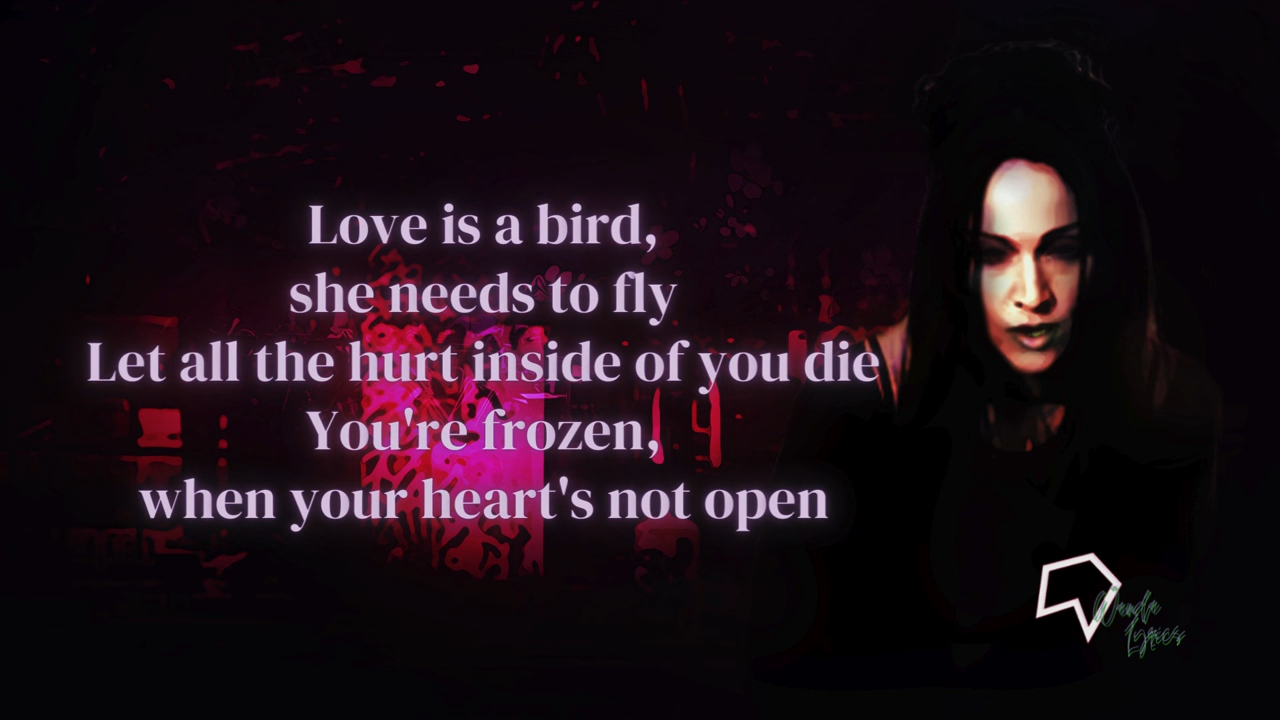 Love is a bird,
she needs to fly
Let all the hurt inside of you die
You're frozen,
when your heart's not open
Lyrics